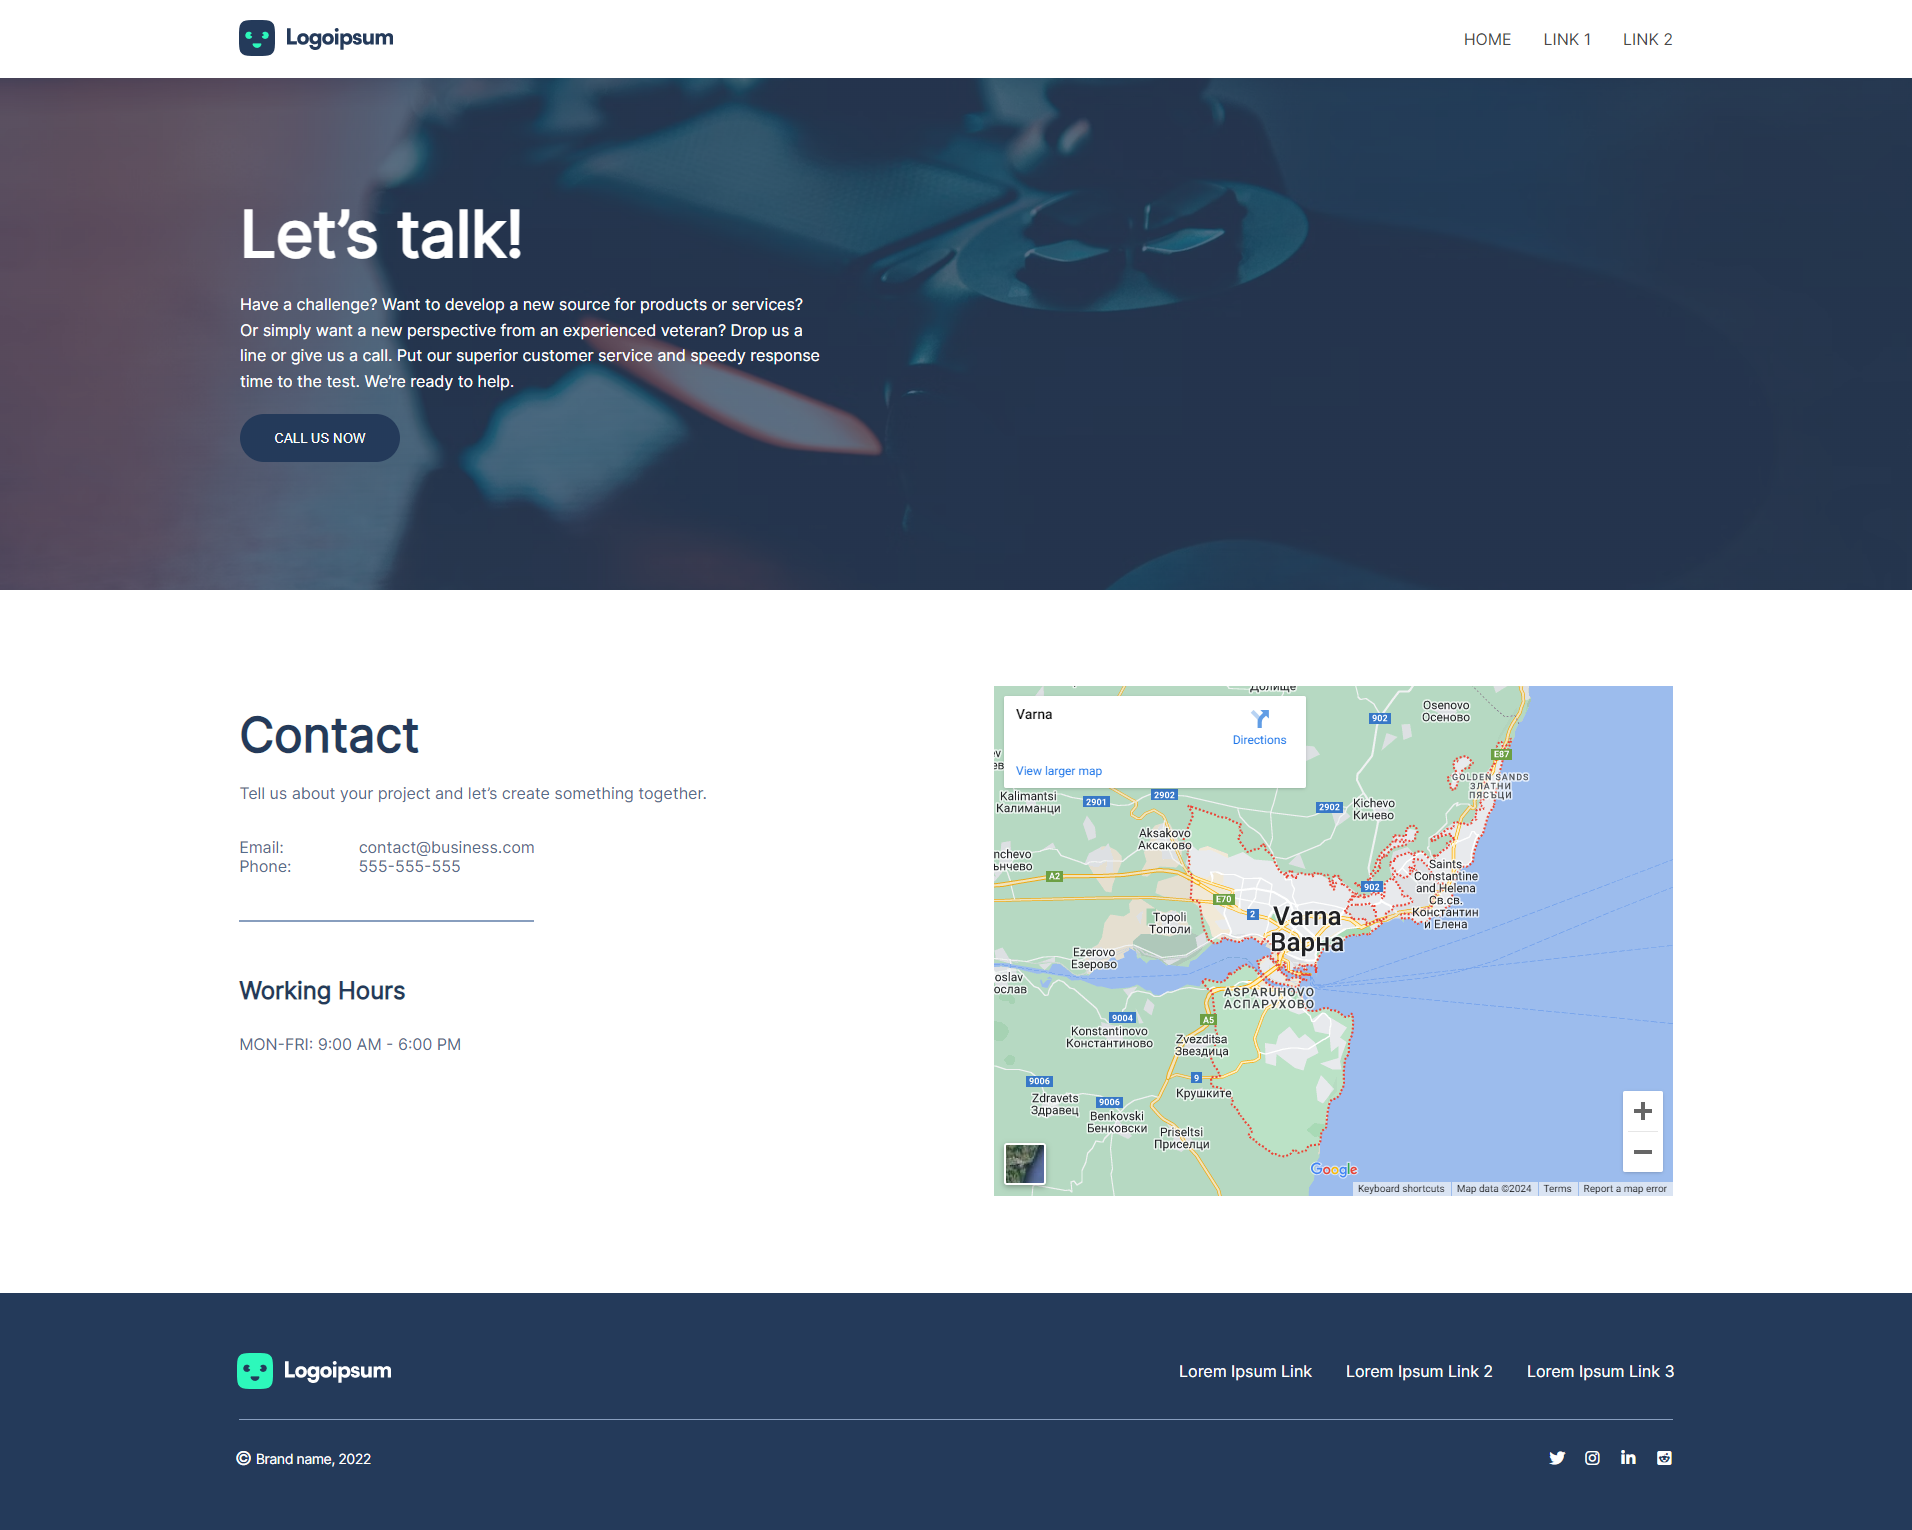 Logoipsum
HOME
LINK 1
LINK 2
Let’s talk!
Have a challenge? Want to develop a new source for products or services?
Or simply want a new perspective from an experienced veteran? Drop us a
line or give us a call. Put our superior customer service and speedy response
time to the test. We’re ready to help.
CALL US NOW
Contact
Tell us about your project and let’s create something together.
Email: contact@business.com
Phone: 555-555-555
Working Hours
MON-FRI: 9:00 AM - 6:00 PM
Varna
Directions
View larger map
Долище
Osenovo
Осеново
902
E87
GOLDEN SANDS
ЗЛАТНИ
ПЯСЪЦИ
Kalimantsi
Калиманци
2901
2902
2902
Kichevo
Кичево
Aksakovo
Аксаково
nchevo
ънчево
A2
E70
2
902
Saints
Constantine
and Helena
Св.св.
Константин
и Елена
Topoli
Тополи
Varna
Варна
Ezerovo
Езерово
oslav
ослав
ASPARUHOVO
АСПАРУХОВО
9004
A5
Konstantinovo
Константиново
Zvezditsa
Звездица
9006
9
Крушките
Zdravets
Здравец
9006
Benkovski
Бенковски
Priseltsi
Приселци
Google
Keyboard shortcuts
Map data ©2024
Terms
Report a map error
Logoipsum
Lorem Ipsum Link
Lorem Ipsum Link 2
Lorem Ipsum Link 3
© Brand name, 2022